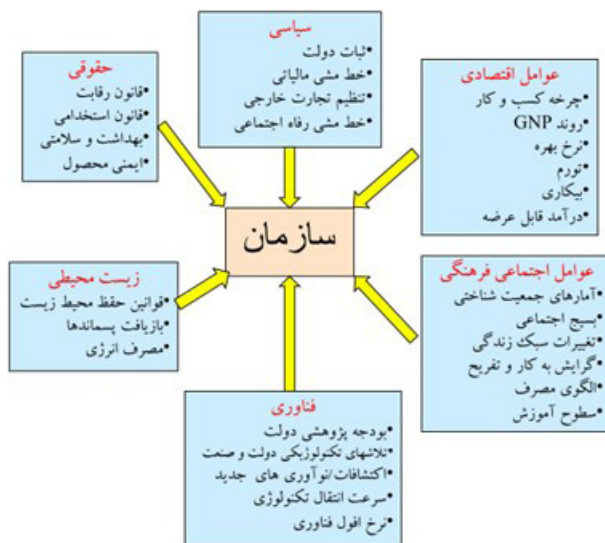 سیاسی
•ثبات دولت
•خط مشی مالیاتی
•تنظیم تجارت خارجی
•خط مشی رفاه اجتماعی
حقوقی
•قانون رقابت
•قانون استخدامی
•بهداشت و سلامتی
•ایمنی محصول
عوامل اقتصادی
•چرخه کسب و کار
•روند GNP
•نرخ بهره
•تورم
•بیکاری
•درآمد قابل عرضه
سازمان
زیست محیطی
•قوانین حفظ محیط زیست
•بازیافت پسماندها
•مصرف انرژی
عوامل اجتماعی فرهنگی
•آمارهای جمعیت شناختی
•بسیج اجتماعی
•تغییرات سبک زندگی
•گرایش به کار و تفریح
•الگوی مصرف
•سطوح آموزش
فناوری
•بودجه پژوهشی دولت
•تلاشهای تکنولوژیکی دولت و صنعت
•اکتشافات/نوآوری های جدید
•سرعت انتقال تکنولوژی
•نرخ افول فناوری